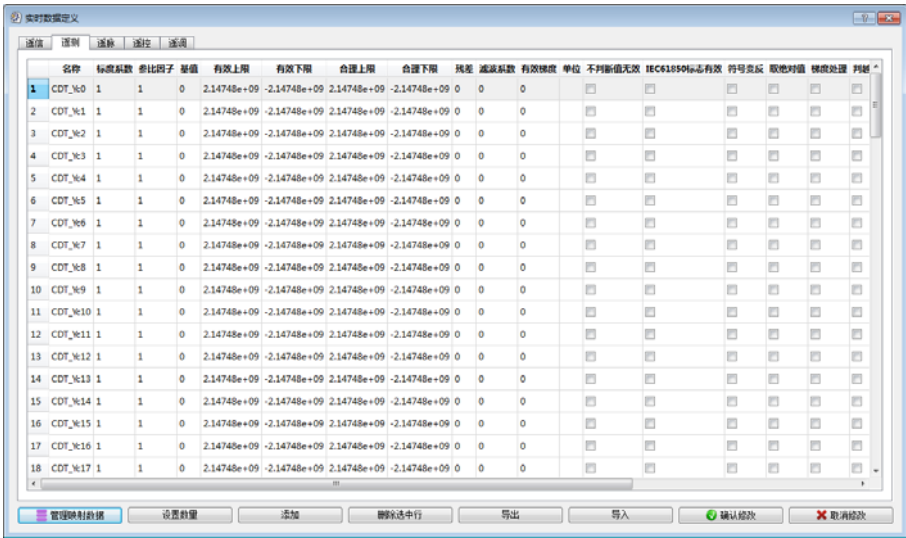 实时数据定义
遥信 遥测 遥脉 遥控 遥调
名称 标度系数 参比因子 基值 有效上限 有效下限 合理上限 合理下限 残差 滤波系数 有效梯度 单位 不判断值无效 IEC61850标志有效 符号变反 取绝对值 梯度处理 判越
1 CDT_Yc0 1 1 0 2.14748e+09 -2.14748e+09 2.14748e+09 -2.14748e+09 0 0 0
2 CDT_Yc1 1 1 0 2.14748e+09 -2.14748e+09 2.14748e+09 -2.14748e+09 0 0 0
3 CDT_Yc2 1 1 0 2.14748e+09 -2.14748e+09 2.14748e+09 -2.14748e+09 0 0 0
4 CDT_Yc3 1 1 0 2.14748e+09 -2.14748e+09 2.14748e+09 -2.14748e+09 0 0 0
5 CDT_Yc4 1 1 0 2.14748e+09 -2.14748e+09 2.14748e+09 -2.14748e+09 0 0 0
6 CDT_Yc5 1 1 0 2.14748e+09 -2.14748e+09 2.14748e+09 -2.14748e+09 0 0 0
7 CDT_Yc6 1 1 0 2.14748e+09 -2.14748e+09 2.14748e+09 -2.14748e+09 0 0 0
8 CDT_Yc7 1 1 0 2.14748e+09 -2.14748e+09 2.14748e+09 -2.14748e+09 0 0 0
9 CDT_Yc8 1 1 0 2.14748e+09 -2.14748e+09 2.14748e+09 -2.14748e+09 0 0 0
10 CDT_Yc9 1 1 0 2.14748e+09 -2.14748e+09 2.14748e+09 -2.14748e+09 0 0 0
11 CDT_Yc10 1 1 0 2.14748e+09 -2.14748e+09 2.14748e+09 -2.14748e+09 0 0 0
12 CDT_Yc11 1 1 0 2.14748e+09 -2.14748e+09 2.14748e+09 -2.14748e+09 0 0 0
13 CDT_Yc12 1 1 0 2.14748e+09 -2.14748e+09 2.14748e+09 -2.14748e+09 0 0 0
14 CDT_Yc13 1 1 0 2.14748e+09 -2.14748e+09 2.14748e+09 -2.14748e+09 0 0 0
15 CDT_Yc14 1 1 0 2.14748e+09 -2.14748e+09 2.14748e+09 -2.14748e+09 0 0 0
16 CDT_Yc15 1 1 0 2.14748e+09 -2.14748e+09 2.14748e+09 -2.14748e+09 0 0 0
17 CDT_Yc16 1 1 0 2.14748e+09 -2.14748e+09 2.14748e+09 -2.14748e+09 0 0 0
18 CDT_Yc17 1 1 0 2.14748e+09 -2.14748e+09 2.14748e+09 -2.14748e+09 0 0 0
管理映射数据 设置数量 添加 删除选中行 导出 导入 确认修改 取消修改